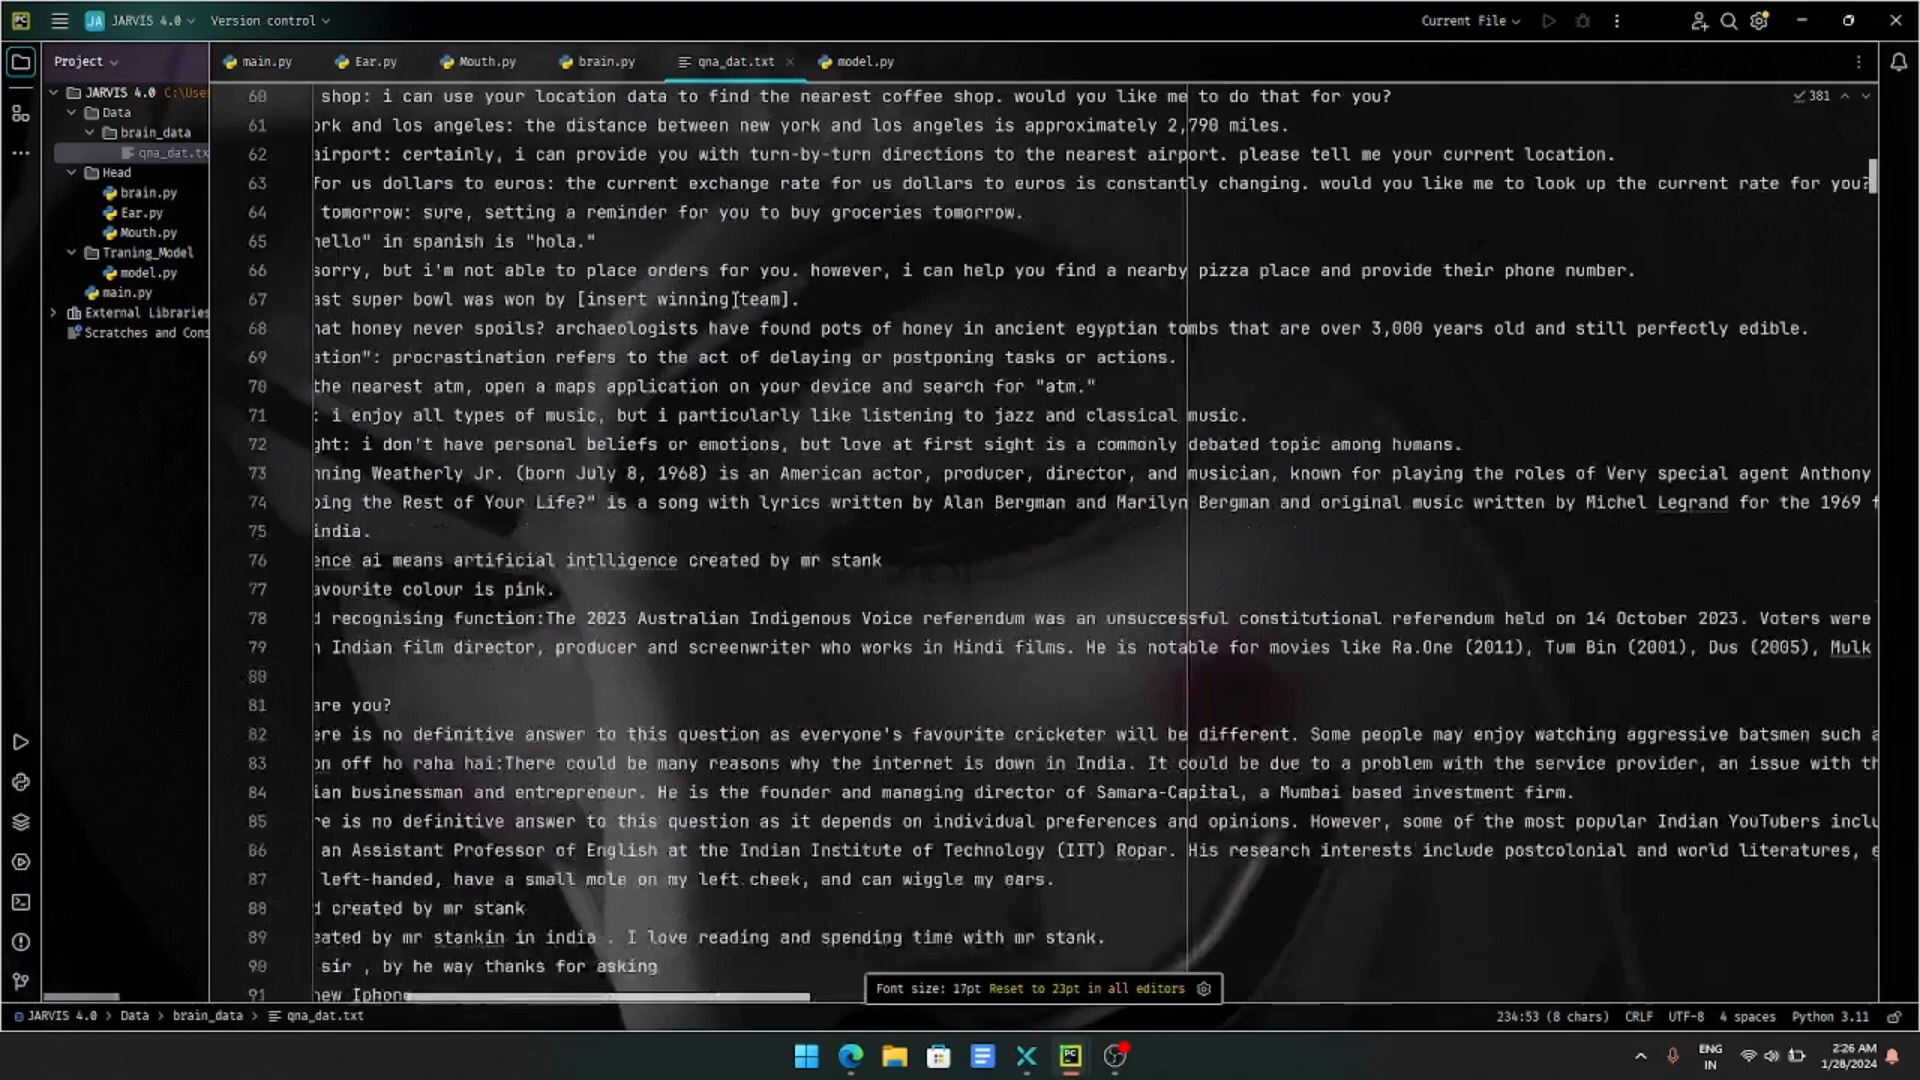 JA JARVIS 4.0 Version control Current File
Project main.py Ear.py Mouth.py brain.py qna_dat.txt model.py
JARVIS 4.0 C:\Use
Data
brain_data
qna_dat.tx
Head
brain.py
Ear.py
Mouth.py
Traning_Model
model.py
main.py
External Libraries
Scratches and Cons
381
60 shop: i can use your location data to find the nearest coffee shop. would you like me to do that for you?
61 ork and los angeles: the distance between new york and los angeles is approximately 2,790 miles.
62 airport: certainly, i can provide you with turn-by-turn directions to the nearest airport. please tell me your current location.
63 for us dollars to euros: the current exchange rate for us dollars to euros is constantly changing. would you like me to look up the current rate for you?
64 tomorrow: sure, setting a reminder for you to buy groceries tomorrow.
65 hello" in spanish is "hola."
66 sorry, but i'm not able to place orders for you. however, i can help you find a nearby pizza place and provide their phone number.
67 ast super bowl was won by [insert winning team].
68 hat honey never spoils? archaeologists have found pots of honey in ancient egyptian tombs that are over 3,000 years old and still perfectly edible.
69 ation": procrastination refers to the act of delaying or postponing tasks or actions.
70 the nearest atm, open a maps application on your device and search for "atm."
71 : i enjoy all types of music, but i particularly like listening to jazz and classical music.
72 ght: i don't have personal beliefs or emotions, but love at first sight is a commonly debated topic among humans.
73 nning Weatherly Jr. (born July 8, 1968) is an American actor, producer, director, and musician, known for playing the roles of Very special agent Anthony
74 oing the Rest of Your Life?" is a song with lyrics written by Alan Bergman and Marilyn Bergman and original music written by Michel Legrand for the 1969 f
75 india.
76 ence ai means artificial intlligence created by mr stank
77 avourite colour is pink.
78 d recognising function:The 2023 Australian Indigenous Voice referendum was an unsuccessful constitutional referendum held on 14 October 2023. Voters were
79 n Indian film director, producer and screenwriter who works in Hindi films. He is notable for movies like Ra.One (2011), Tum Bin (2001), Dus (2005), Mulk
80
81 are you?
82 ere is no definitive answer to this question as everyone's favourite cricketer will be different. Some people may enjoy watching aggressive batsmen such a
83 on off ho raha hai:There could be many reasons why the internet is down in India. It could be due to a problem with the service provider, an issue with th
84 ian businessman and entrepreneur. He is the founder and managing director of Samara-Capital, a Mumbai based investment firm.
85 re is no definitive answer to this question as it depends on individual preferences and opinions. However, some of the most popular Indian YouTubers inclu
86 an Assistant Professor of English at the Indian Institute of Technology (IIT) Ropar. His research interests include postcolonial and world literatures, e
87 left-handed, have a small mole on my left cheek, and can wiggle my ears.
88 d created by mr stank
89 eated by mr stankin in india . I love reading and spending time with mr stank.
90 sir , by he way thanks for asking
91 new Iphone
Font size: 17pt Reset to 23pt in all editors
JARVIS 4.0 > Data > brain_data > qna_dat.txt 234:53 (8 chars) CRLF UTF-8 4 spaces Python 3.11
PC
ENG
IN
2:26 AM
1/28/2024